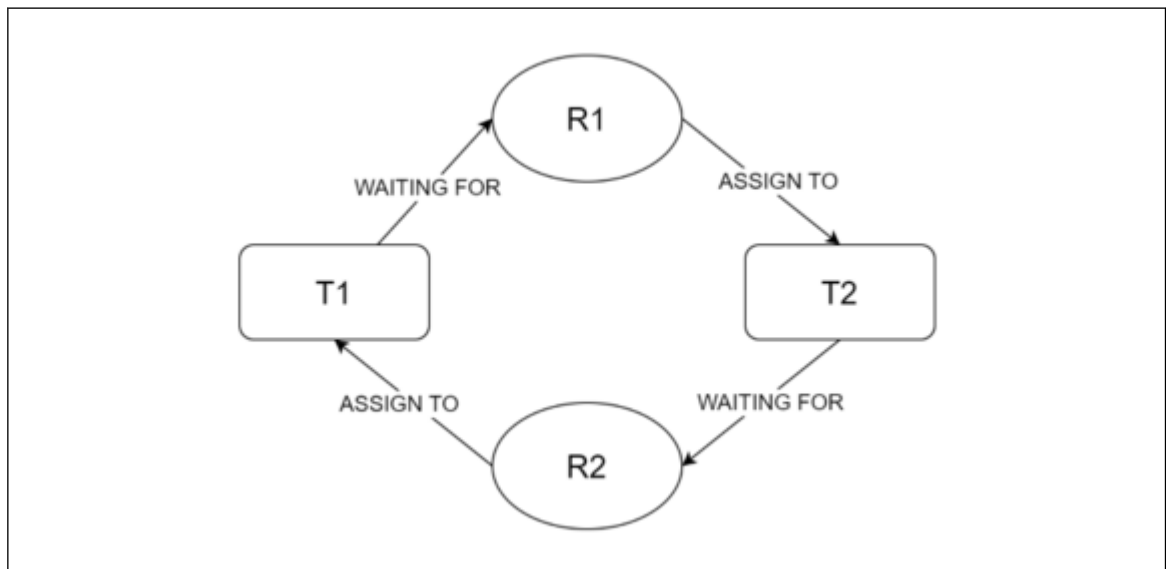 R1
WAITING FOR
ASSIGN TO
T1
T2
ASSIGN TO
WAITING FOR
R2